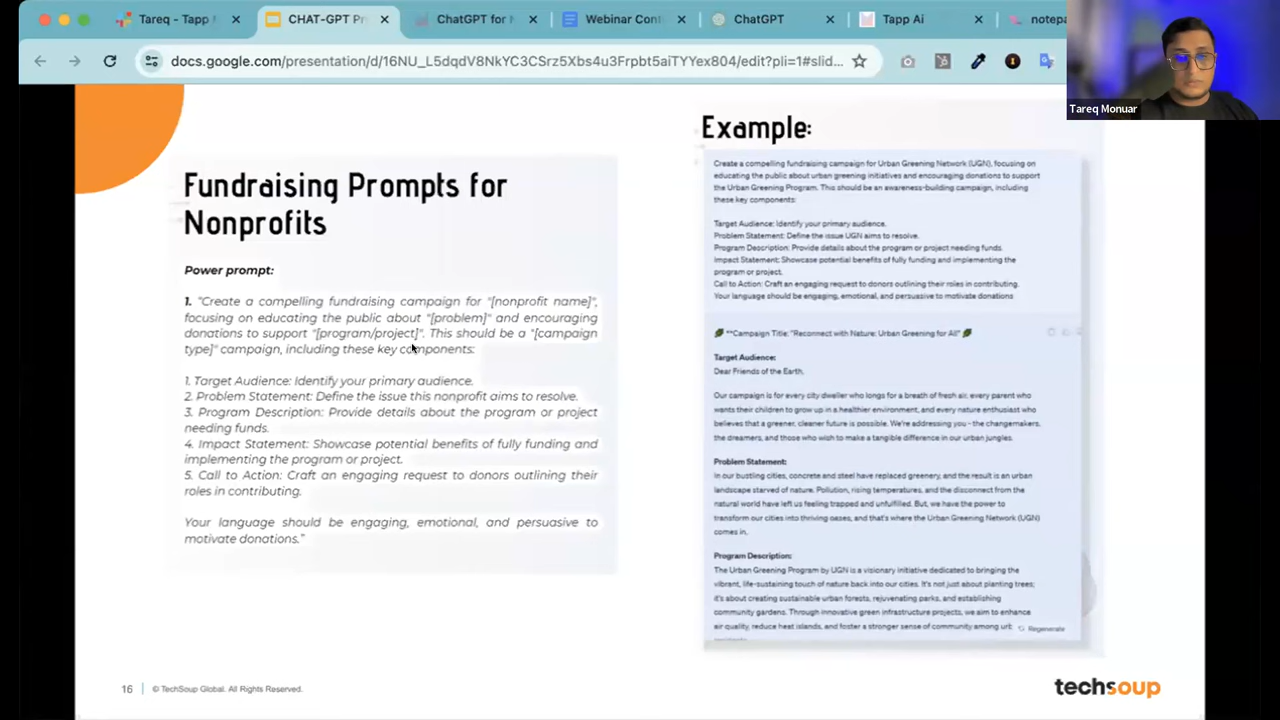 Tareq - Tapp
CHAT-GPT Pr
ChatGPT for
Webinar Con
ChatGPT
Tapp Ai
notepa
docs.google.com/presentation/d/16NU_L5dqdV8NkYC3CSrz5Xbs4u3Frpbt5aiTYYex804/edit?pli=1#slid...
Tareq Monuar
Fundraising Prompts for
Nonprofits
Power prompt:
1. "Create a compelling fundraising campaign for "[nonprofit name]",
focusing on educating the public about "[problem]" and encouraging
donations to support "[program/project]". This should be a "[campaign
type]" campaign, including these key components:
1. Target Audience: Identify your primary audience.
2. Problem Statement: Define the issue this nonprofit aims to resolve.
3. Program Description: Provide details about the program or project
needing funds.
4. Impact Statement: Showcase potential benefits of fully funding and
implementing the program or project.
5. Call to Action: Craft an engaging request to donors outlining their
roles in contributing.
Your language should be engaging, emotional, and persuasive to
motivate donations."
Example:
Create a compelling fundraising campaign for Urban Greening Network (UGN), focusing on
educating the public about urban greening initiatives and encouraging donations to support
the Urban Greening Program. This should be an awareness-building campaign, including
these key components:
Target Audience: Identify your primary audience.
Problem Statement: Define the issue UGN aims to resolve.
Program Description: Provide details about the program or project needing funds.
Impact Statement: Showcase potential benefits of fully funding and implementing the
program or project.
Call to Action: Craft an engaging request to donors outlining their roles in contributing.
Your language should be engaging, emotional, and persuasive to motivate donations
**Campaign Title: "Reconnect with Nature: Urban Greening for All"
Target Audience:
Dear Friends of the Earth,
Our campaign is for every city dweller who longs for a breath of fresh air, every parent who
wants their children to grow up in a healthier environment, and every nature enthusiast who
believes that a greener, cleaner future is possible. We're addressing you - the changemakers,
the dreamers, and those who wish to make a tangible difference in our urban jungles.
Problem Statement:
In our bustling cities, concrete and steel have replaced greenery, and the result is an urban
landscape starved of nature. Pollution, rising temperatures, and the disconnect from the
natural world have left us feeling trapped and unfulfilled. But, we have the power to
transform our cities into thriving oases, and that's where the Urban Greening Network (UGN)
comes in.
Program Description:
The Urban Greening Program by UGN is a visionary initiative dedicated to bringing the
vibrant, life-sustaining touch of nature back into our cities. It's not just about planting trees;
it's about creating sustainable urban forests, rejuvenating parks, and establishing
community gardens. Through innovative green infrastructure projects, we aim to enhance
air quality, reduce heat islands, and foster a stronger sense of community among urb
Regenerate
16 © TechSoup Global. All Rights Reserved.
techsoup